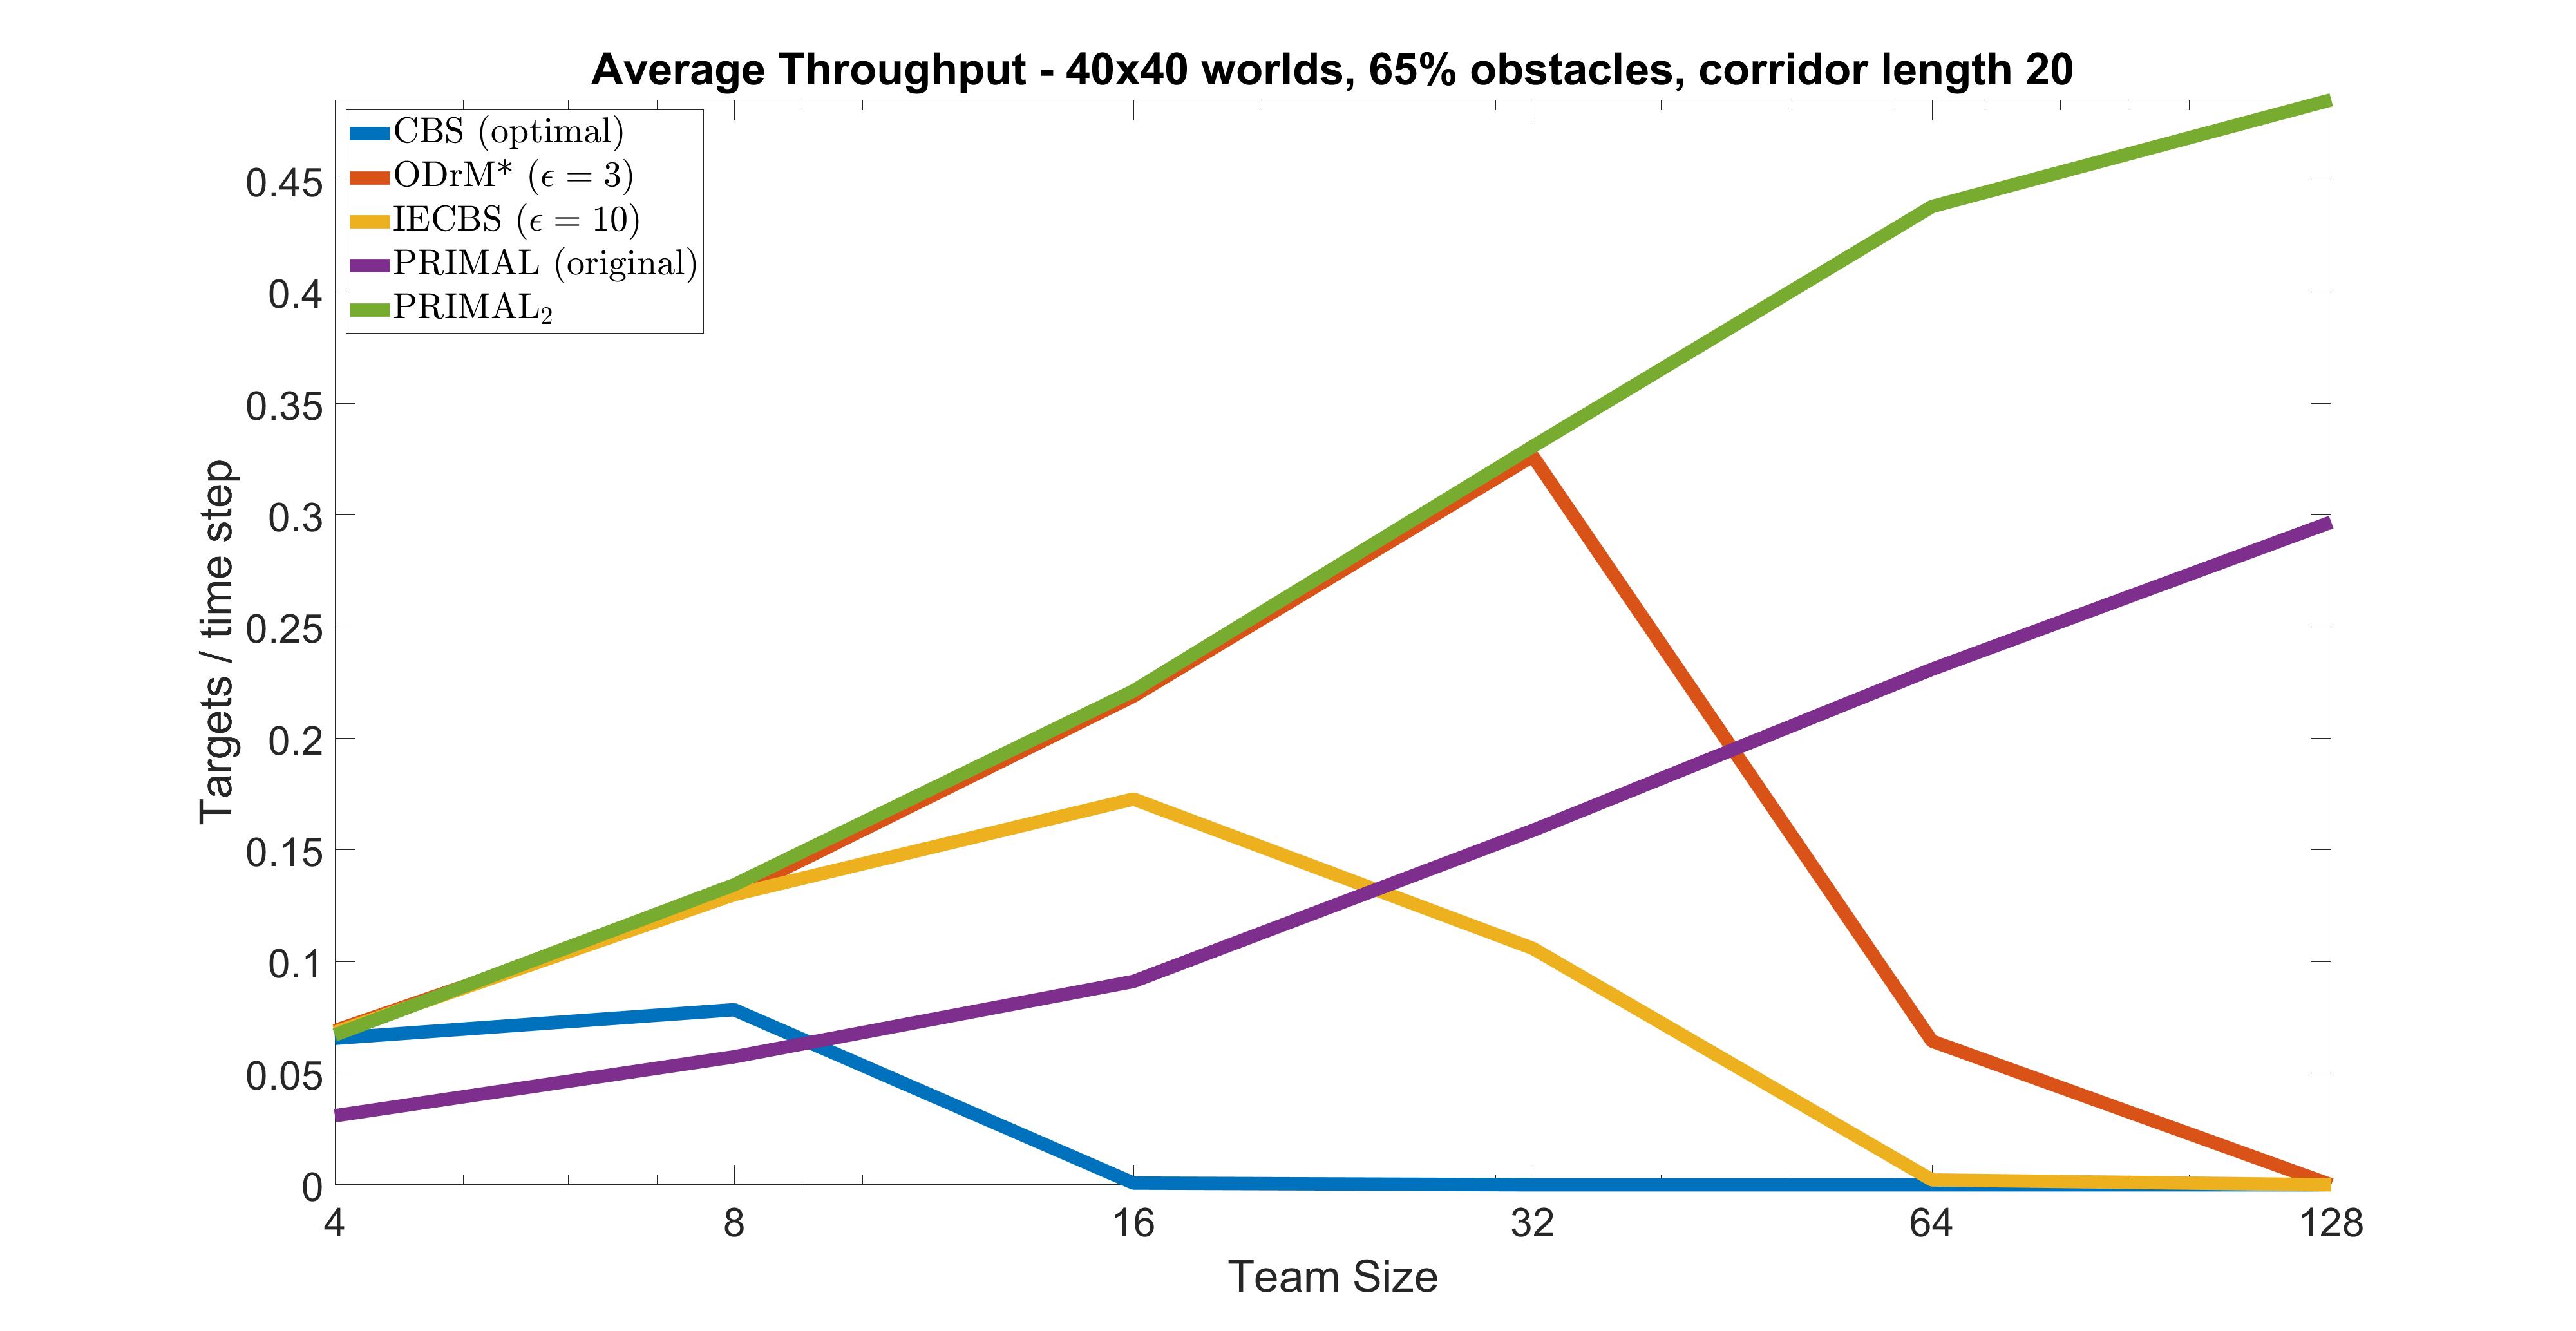 Average Throughput - 40x40 worlds, 65% obstacles, corridor length 20
CBS (optimal)
ODrM* (ϵ = 3)
IECBS (ϵ = 10)
PRIMAL (original)
PRIMAL₂
0.45
0.4
0.35
0.3
0.25
0.2
0.15
0.1
0.05
0
Targets / time step
4 8 16 32 64 128
Team Size